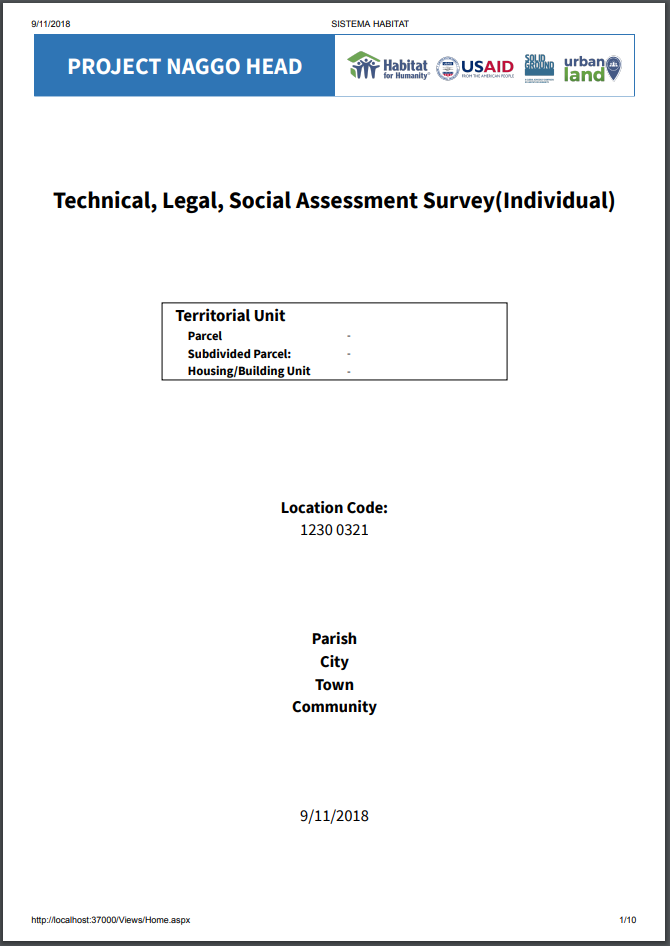 9/11/2018 SISTEMA HABITAT
PROJECT NAGGO HEAD
Habitat for Humanity®
USAID
FROM THE AMERICAN PEOPLE
SOLID GROUND
urban land
Technical, Legal, Social Assessment Survey(Individual)
Territorial Unit
Parcel -
Subdivided Parcel: -
Housing/Building Unit -
Location Code:
1230 0321
Parish
City
Town
Community
9/11/2018
http://localhost:37000/Views/Home.aspx 1/10